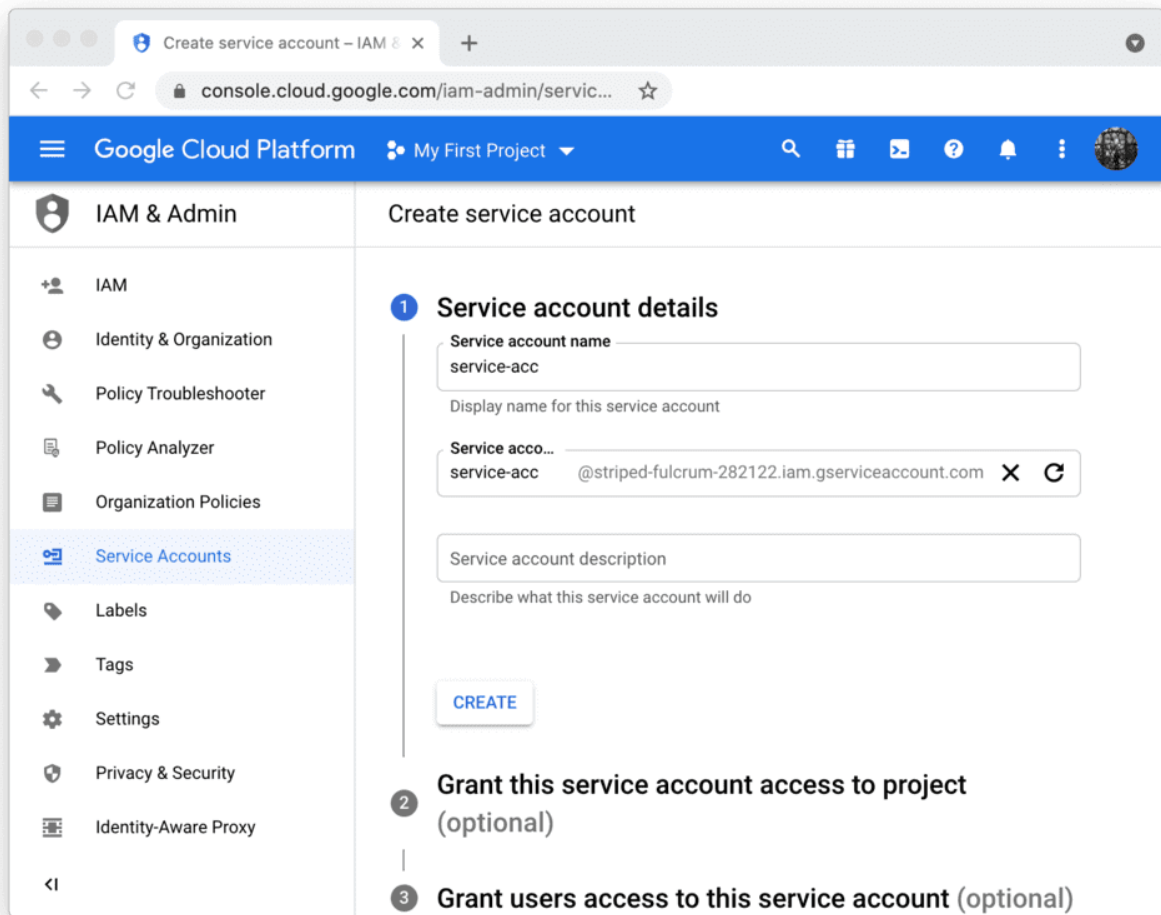 Create service account – IAM &
console.cloud.google.com/iam-admin/servic...
Google Cloud Platform
My First Project
IAM & Admin
Create service account
IAM
Identity & Organization
Policy Troubleshooter
Policy Analyzer
Organization Policies
Service Accounts
Labels
Tags
Settings
Privacy & Security
Identity-Aware Proxy
1 Service account details
Service account name
service-acc
Display name for this service account
Service acco...
service-acc @striped-fulcrum-282122.iam.gserviceaccount.com
Service account description
Describe what this service account will do
CREATE
2 Grant this service account access to project
(optional)
3 Grant users access to this service account (optional)